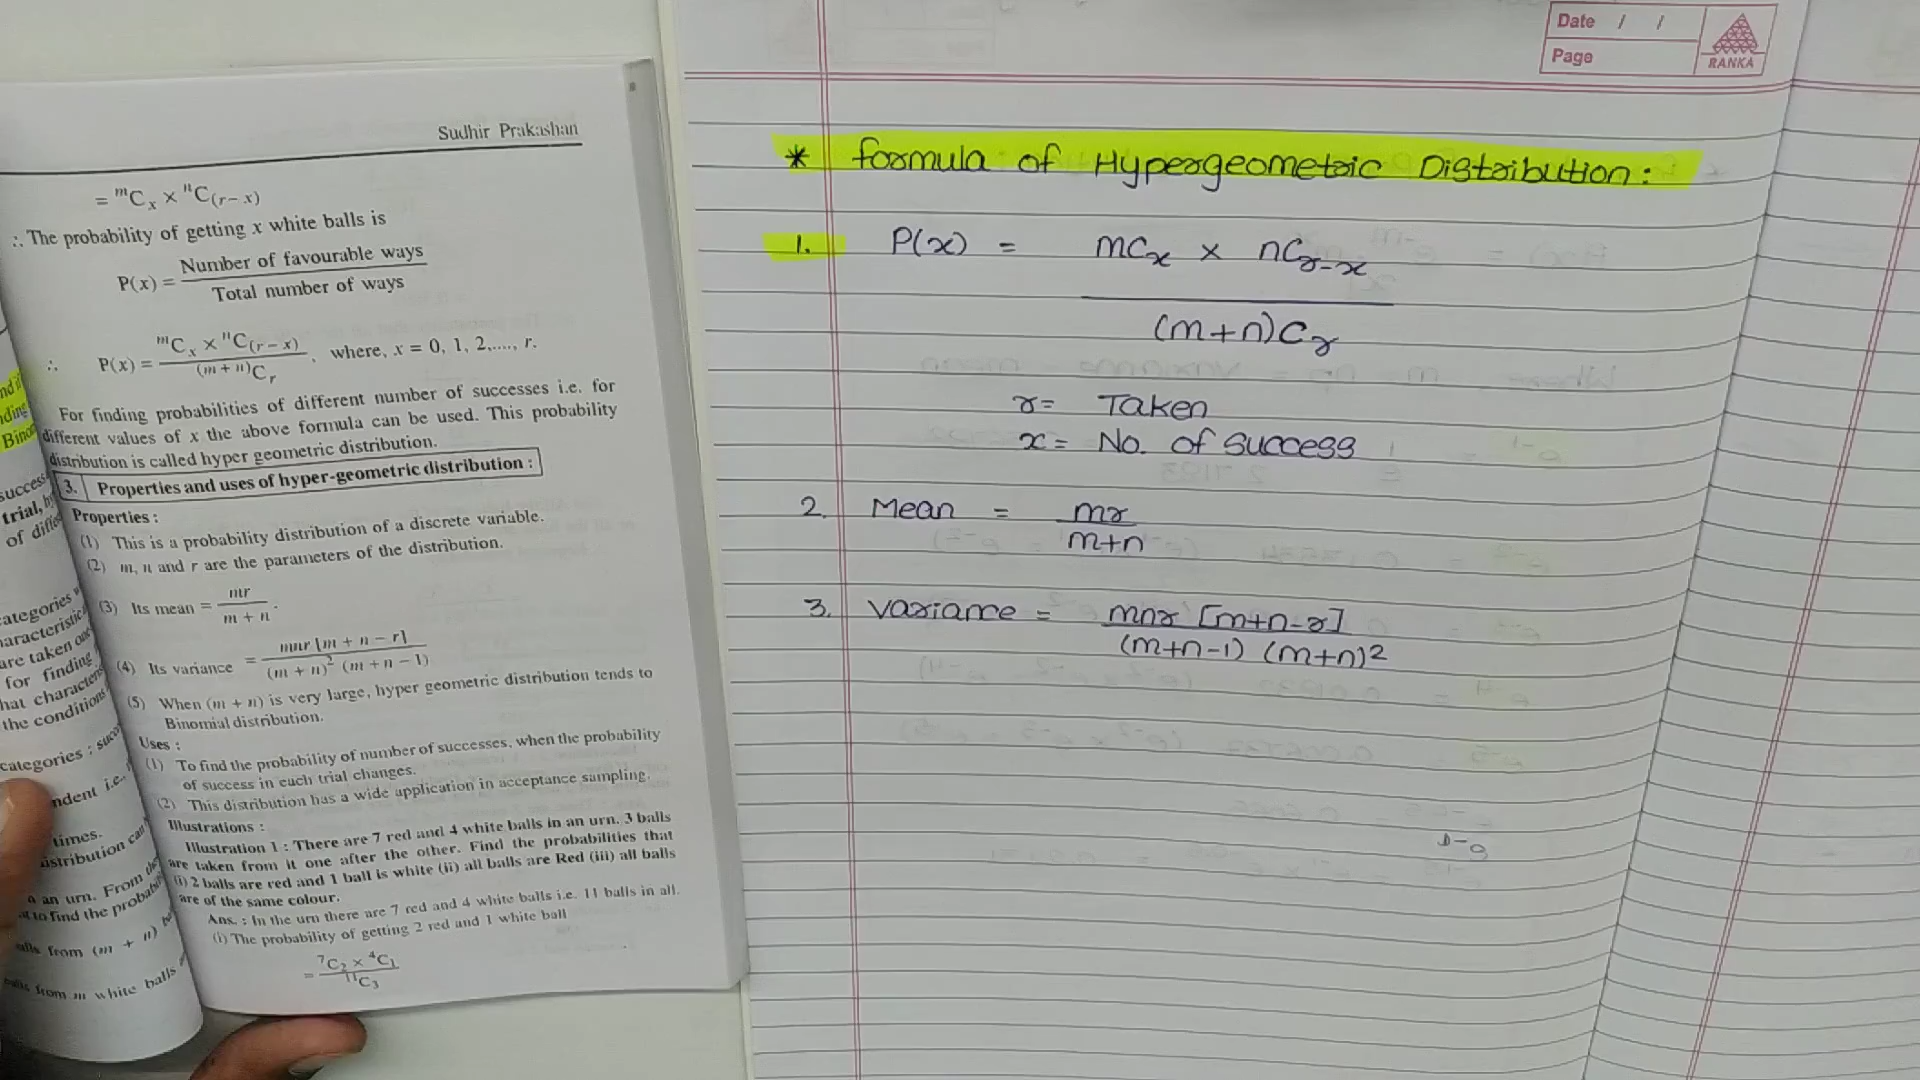 Sudhir Prakashan
= ᵐCₓ × ⁿC₍ᵣ₋ₓ₎
∴ The probability of getting x white balls is
P(x) = Number of favourable ways / Total number of ways
∴ P(x) = ᵐCₓ × ⁿC₍ᵣ₋ₓ₎ / ⁽ᵐ⁺ⁿ⁾Cᵣ, where, x = 0, 1, 2,...., r.
For finding probabilities of different number of successes i.e. for
different values of x the above formula can be used. This probability
distribution is called hyper geometric distribution.
3. Properties and uses of hyper-geometric distribution :
Properties :
(1) This is a probability distribution of a discrete variable.
(2) m, n and r are the parameters of the distribution.
(3) Its mean = mr / m + n .
(4) Its variance = mnr [m + n − r] / (m + n)² (m + n − 1)
(5) When (m + n) is very large, hyper geometric distribution tends to
Binomial distribution.
Uses :
(1) To find the probability of number of successes, when the probability
of success in each trial changes.
(2) This distribution has a wide application in acceptance sampling.
Illustrations :
Illustration 1 : There are 7 red and 4 white balls in an urn. 3 balls
are taken from it one after the other. Find the probabilities that
(i) 2 balls are red and 1 ball is white (ii) all balls are Red (iii) all balls
are of the same colour.
Ans. : In the urn there are 7 red and 4 white balls i.e. 11 balls in all.
(i) The probability of getting 2 red and 1 white ball
= ⁷C₂ × ⁴C₁ / ¹¹C₃
Date / /
Page
RANKA
* Formula of Hypergeometric Distribution :
1. P(x) = mCₓ × nCᵣ₋ₓ / (m+n)Cᵣ
r = Taken
x = No. of success
2. Mean = mr / m+n
3. Variance = mnr [m+n-r] / (m+n-1) (m+n)²